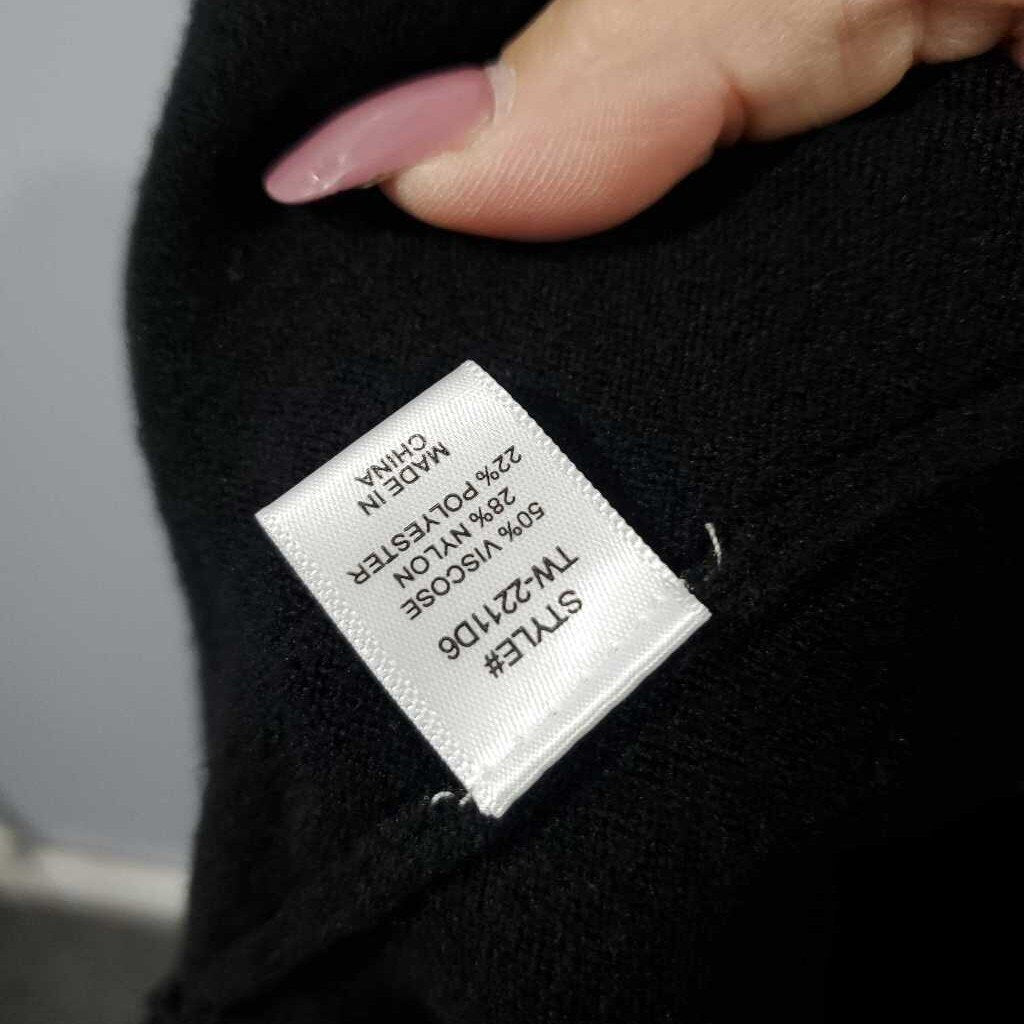 STYLE#
TW-2211D6
50% VISCOSE
28% NYLON
22% POLYESTER
MADE IN
CHINA